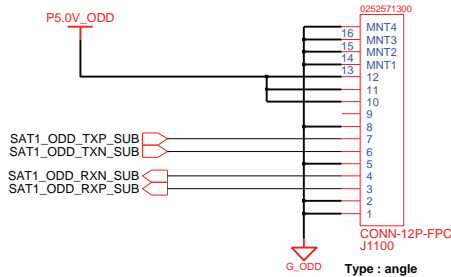 0252571300
P5.0V_ODD
MNT4
16
MNT3
15
MNT2
14
MNT1
13
12
11
10
9
8
SAT1_ODD_TXP_SUB
7
SAT1_ODD_TXN_SUB
6
5
SAT1_ODD_RXN_SUB
4
SAT1_ODD_RXP_SUB
3
2
1
CONN-12P-FPC
J1100
G_ODD
Type : angle